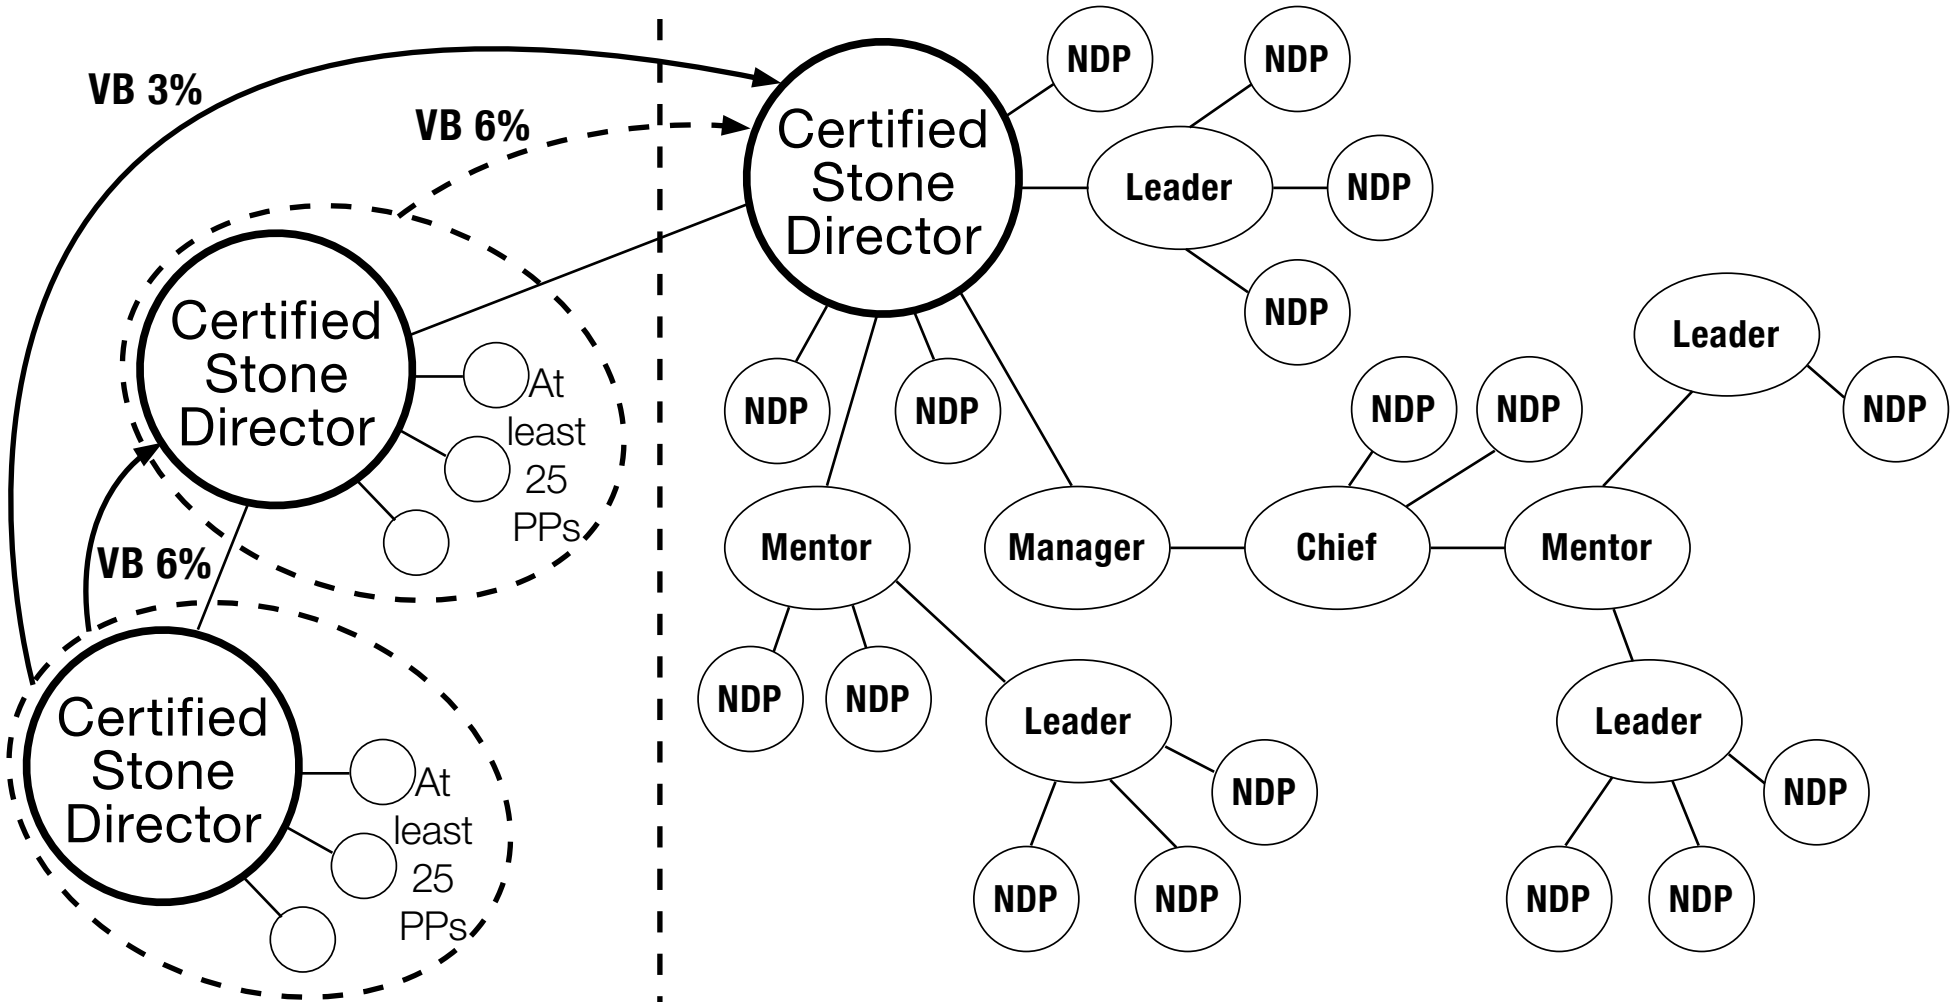 VB 3%
VB 6%
Certified
Stone
Director
NDP
NDP
Leader
NDP
NDP
Certified
Stone
Director
At
least
25
PPs
NDP
NDP
Leader
NDP
NDP
NDP
VB 6%
Mentor
Manager
Chief
Mentor
Certified
Stone
Director
At
least
25
PPs
NDP
NDP
Leader
NDP
NDP
NDP
Leader
NDP
NDP
NDP